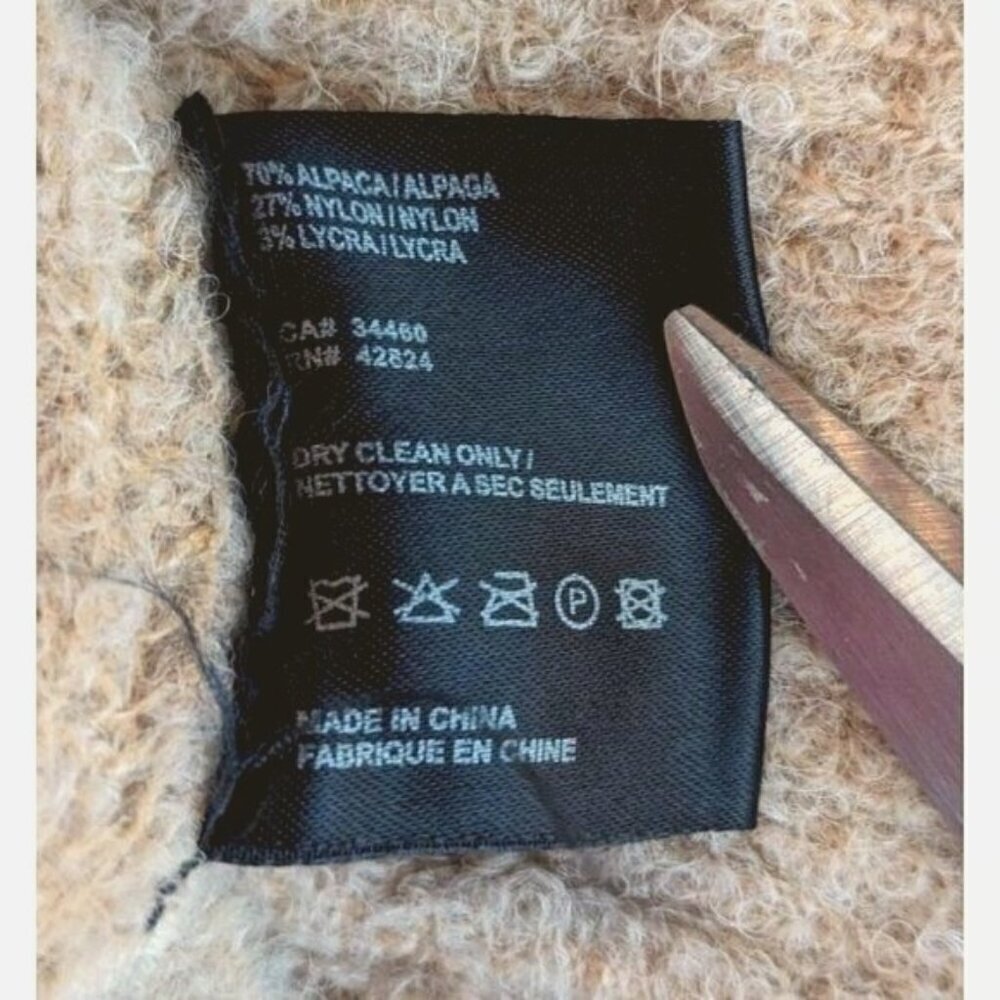 70% ALPACA / ALPAGA
27% NYLON / NYLON
3% LYCRA / LYCRA
CA# 34460
RN# 42624
DRY CLEAN ONLY /
NETTOYER A SEC SEULEMENT
P
MADE IN CHINA
FABRIQUE EN CHINE